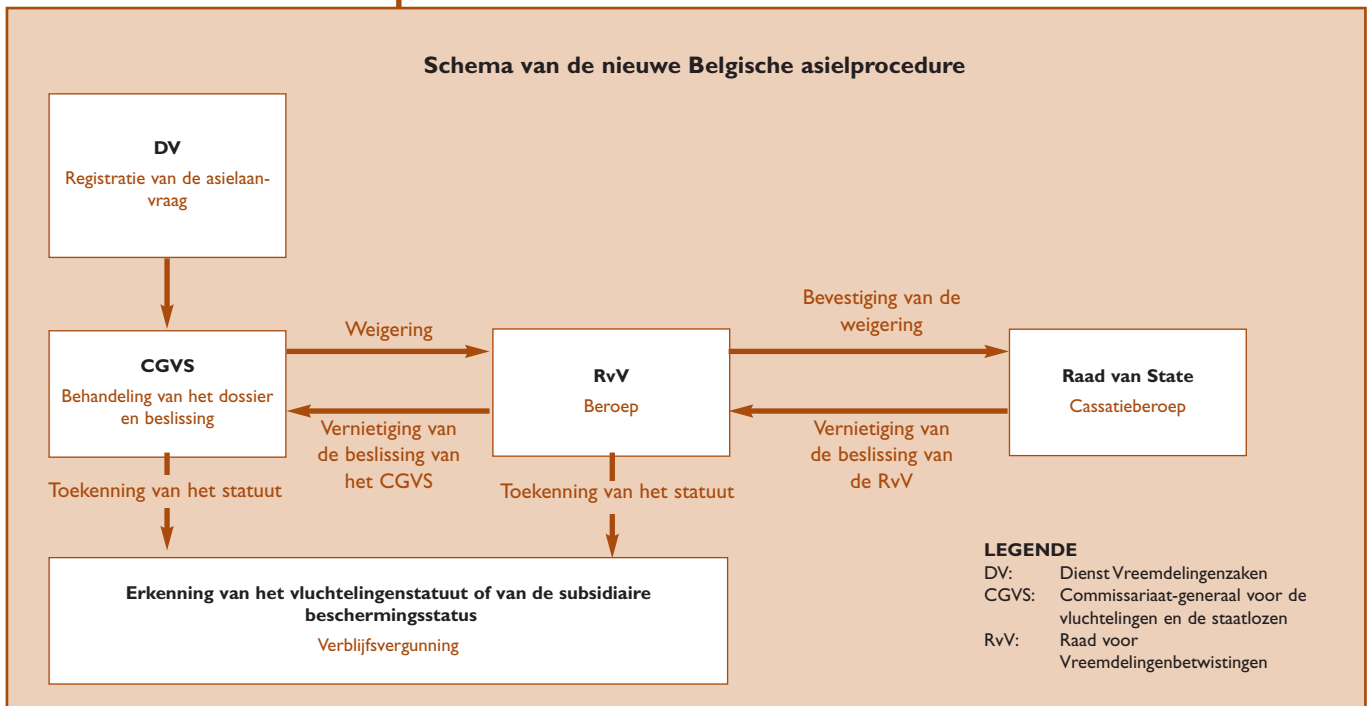 Schema van de nieuwe Belgische asielprocedure
DV
Registratie van de asielaan-
vraag
CGVS
Behandeling van het dossier
en beslissing
Weigering
Vernietiging van
de beslissing van
het CGVS
RvV
Beroep
Bevestiging van de
weigering
Vernietiging van
de beslissing van
de RvV
Raad van State
Cassatieberoep
Toekenning van het statuut
Toekenning van het statuut
Erkenning van het vluchtelingenstatuut of van de subsidiaire
beschermingsstatus
Verblijfsvergunning
LEGENDE
DV: Dienst Vreemdelingenzaken
CGVS: Commissariaat-generaal voor de
vluchtelingen en de staatlozen
RvV: Raad voor
Vreemdelingenbetwistingen